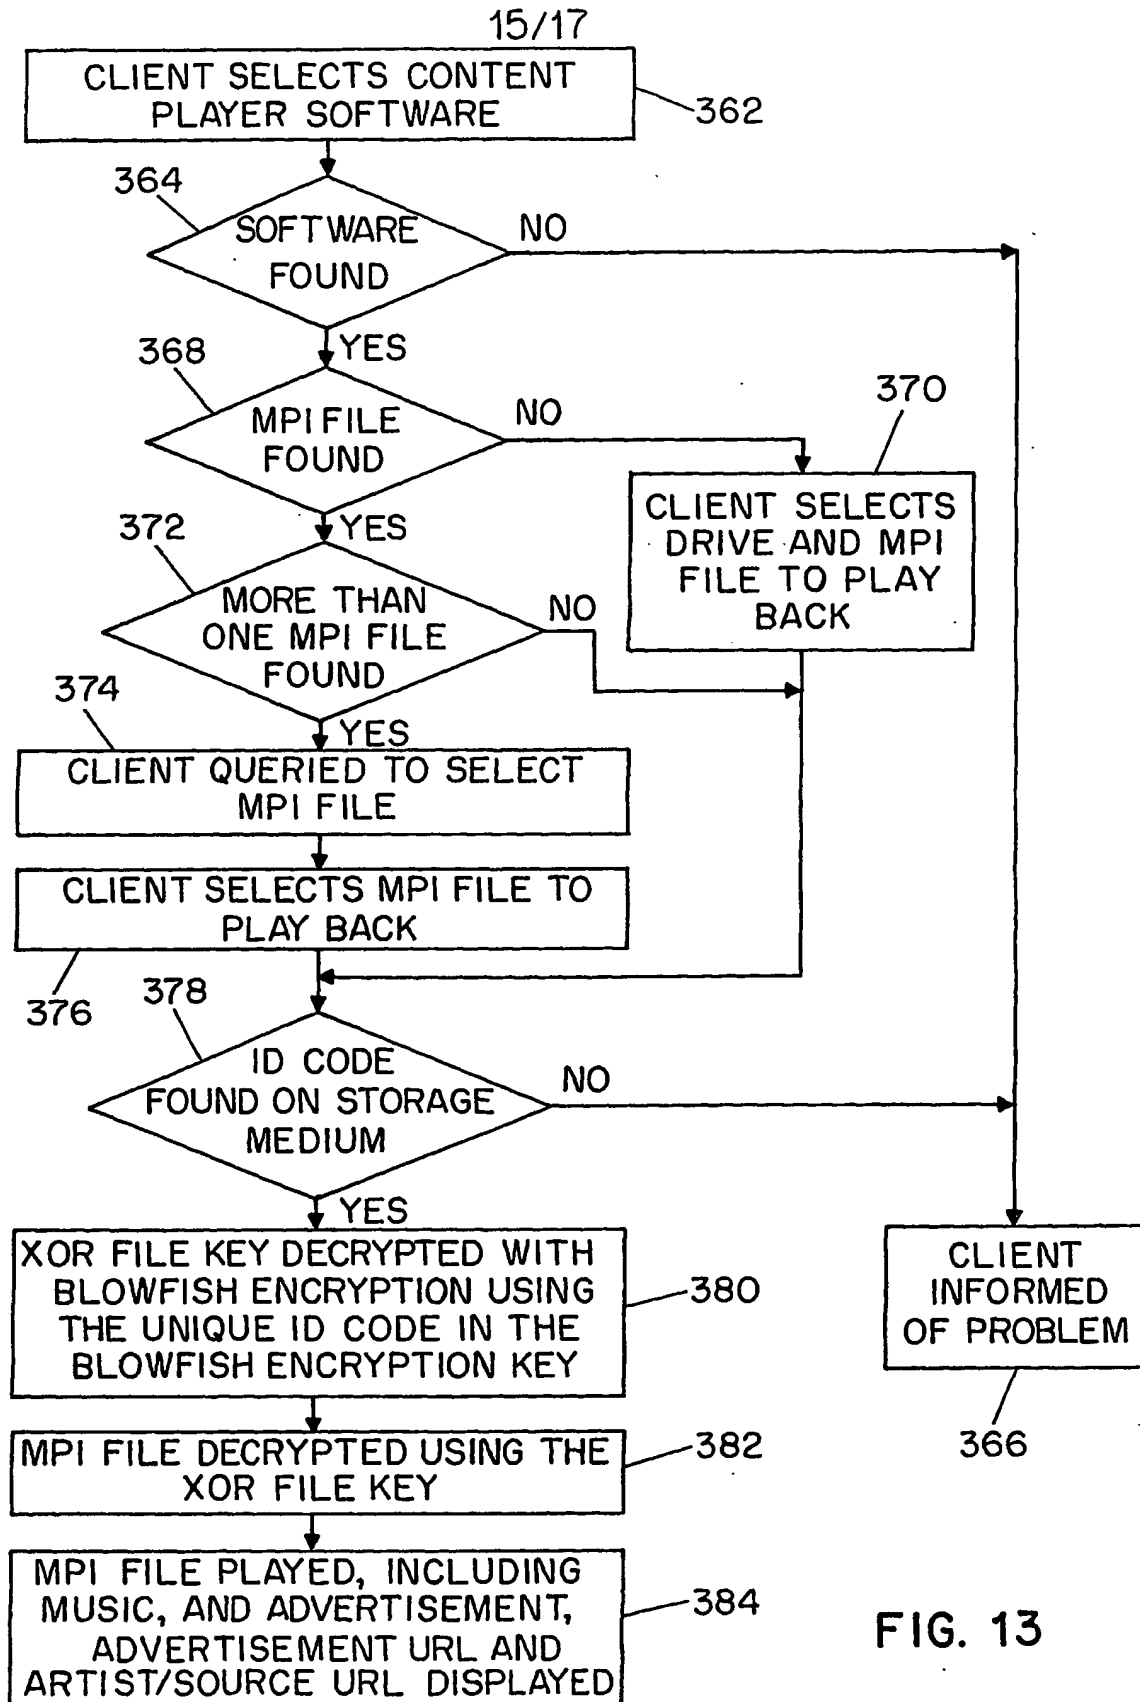 15/17
CLIENT SELECTS CONTENT
PLAYER SOFTWARE
362
364
SOFTWARE
FOUND
NO
YES
368
MPI FILE
FOUND
NO
370
CLIENT SELECTS
DRIVE AND MPI
FILE TO PLAY
BACK
YES
372
MORE THAN
ONE MPI FILE
FOUND
NO
374
YES
CLIENT QUERIED TO SELECT
MPI FILE
CLIENT SELECTS MPI FILE TO
PLAY BACK
376
378
ID CODE
FOUND ON STORAGE
MEDIUM
NO
YES
XOR FILE KEY DECRYPTED WITH
BLOWFISH ENCRYPTION USING
THE UNIQUE ID CODE IN THE
BLOWFISH ENCRYPTION KEY
380
CLIENT
INFORMED
OF PROBLEM
366
MPI FILE DECRYPTED USING THE
XOR FILE KEY
382
MPI FILE PLAYED, INCLUDING
MUSIC, AND ADVERTISEMENT,
ADVERTISEMENT URL AND
ARTIST/SOURCE URL DISPLAYED
384
FIG. 13